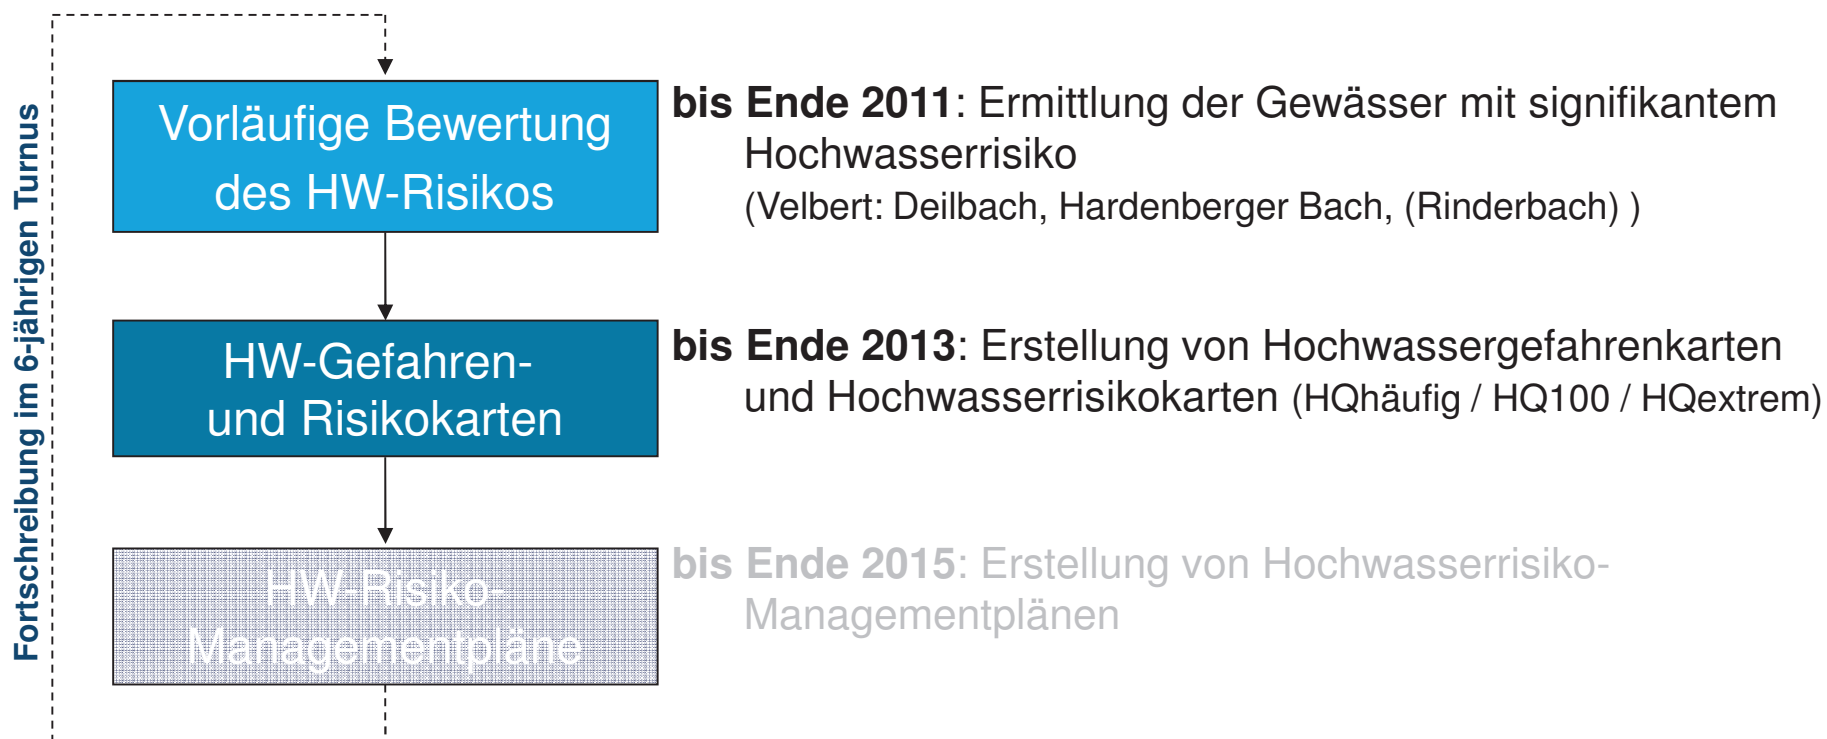 Fortschreibung im 6-jährigen Turnus
Vorläufige Bewertung
des HW-Risikos
bis Ende 2011: Ermittlung der Gewässer mit signifikantem
Hochwasserrisiko
(Velbert: Deilbach, Hardenberger Bach, (Rinderbach) )
HW-Gefahren-
und Risikokarten
bis Ende 2013: Erstellung von Hochwassergefahrenkarten
und Hochwasserrisikokarten (HQhäufig / HQ100 / HQextrem)
HW-Risiko-
Managementpläne
bis Ende 2015: Erstellung von Hochwasserrisiko-
Managementplänen